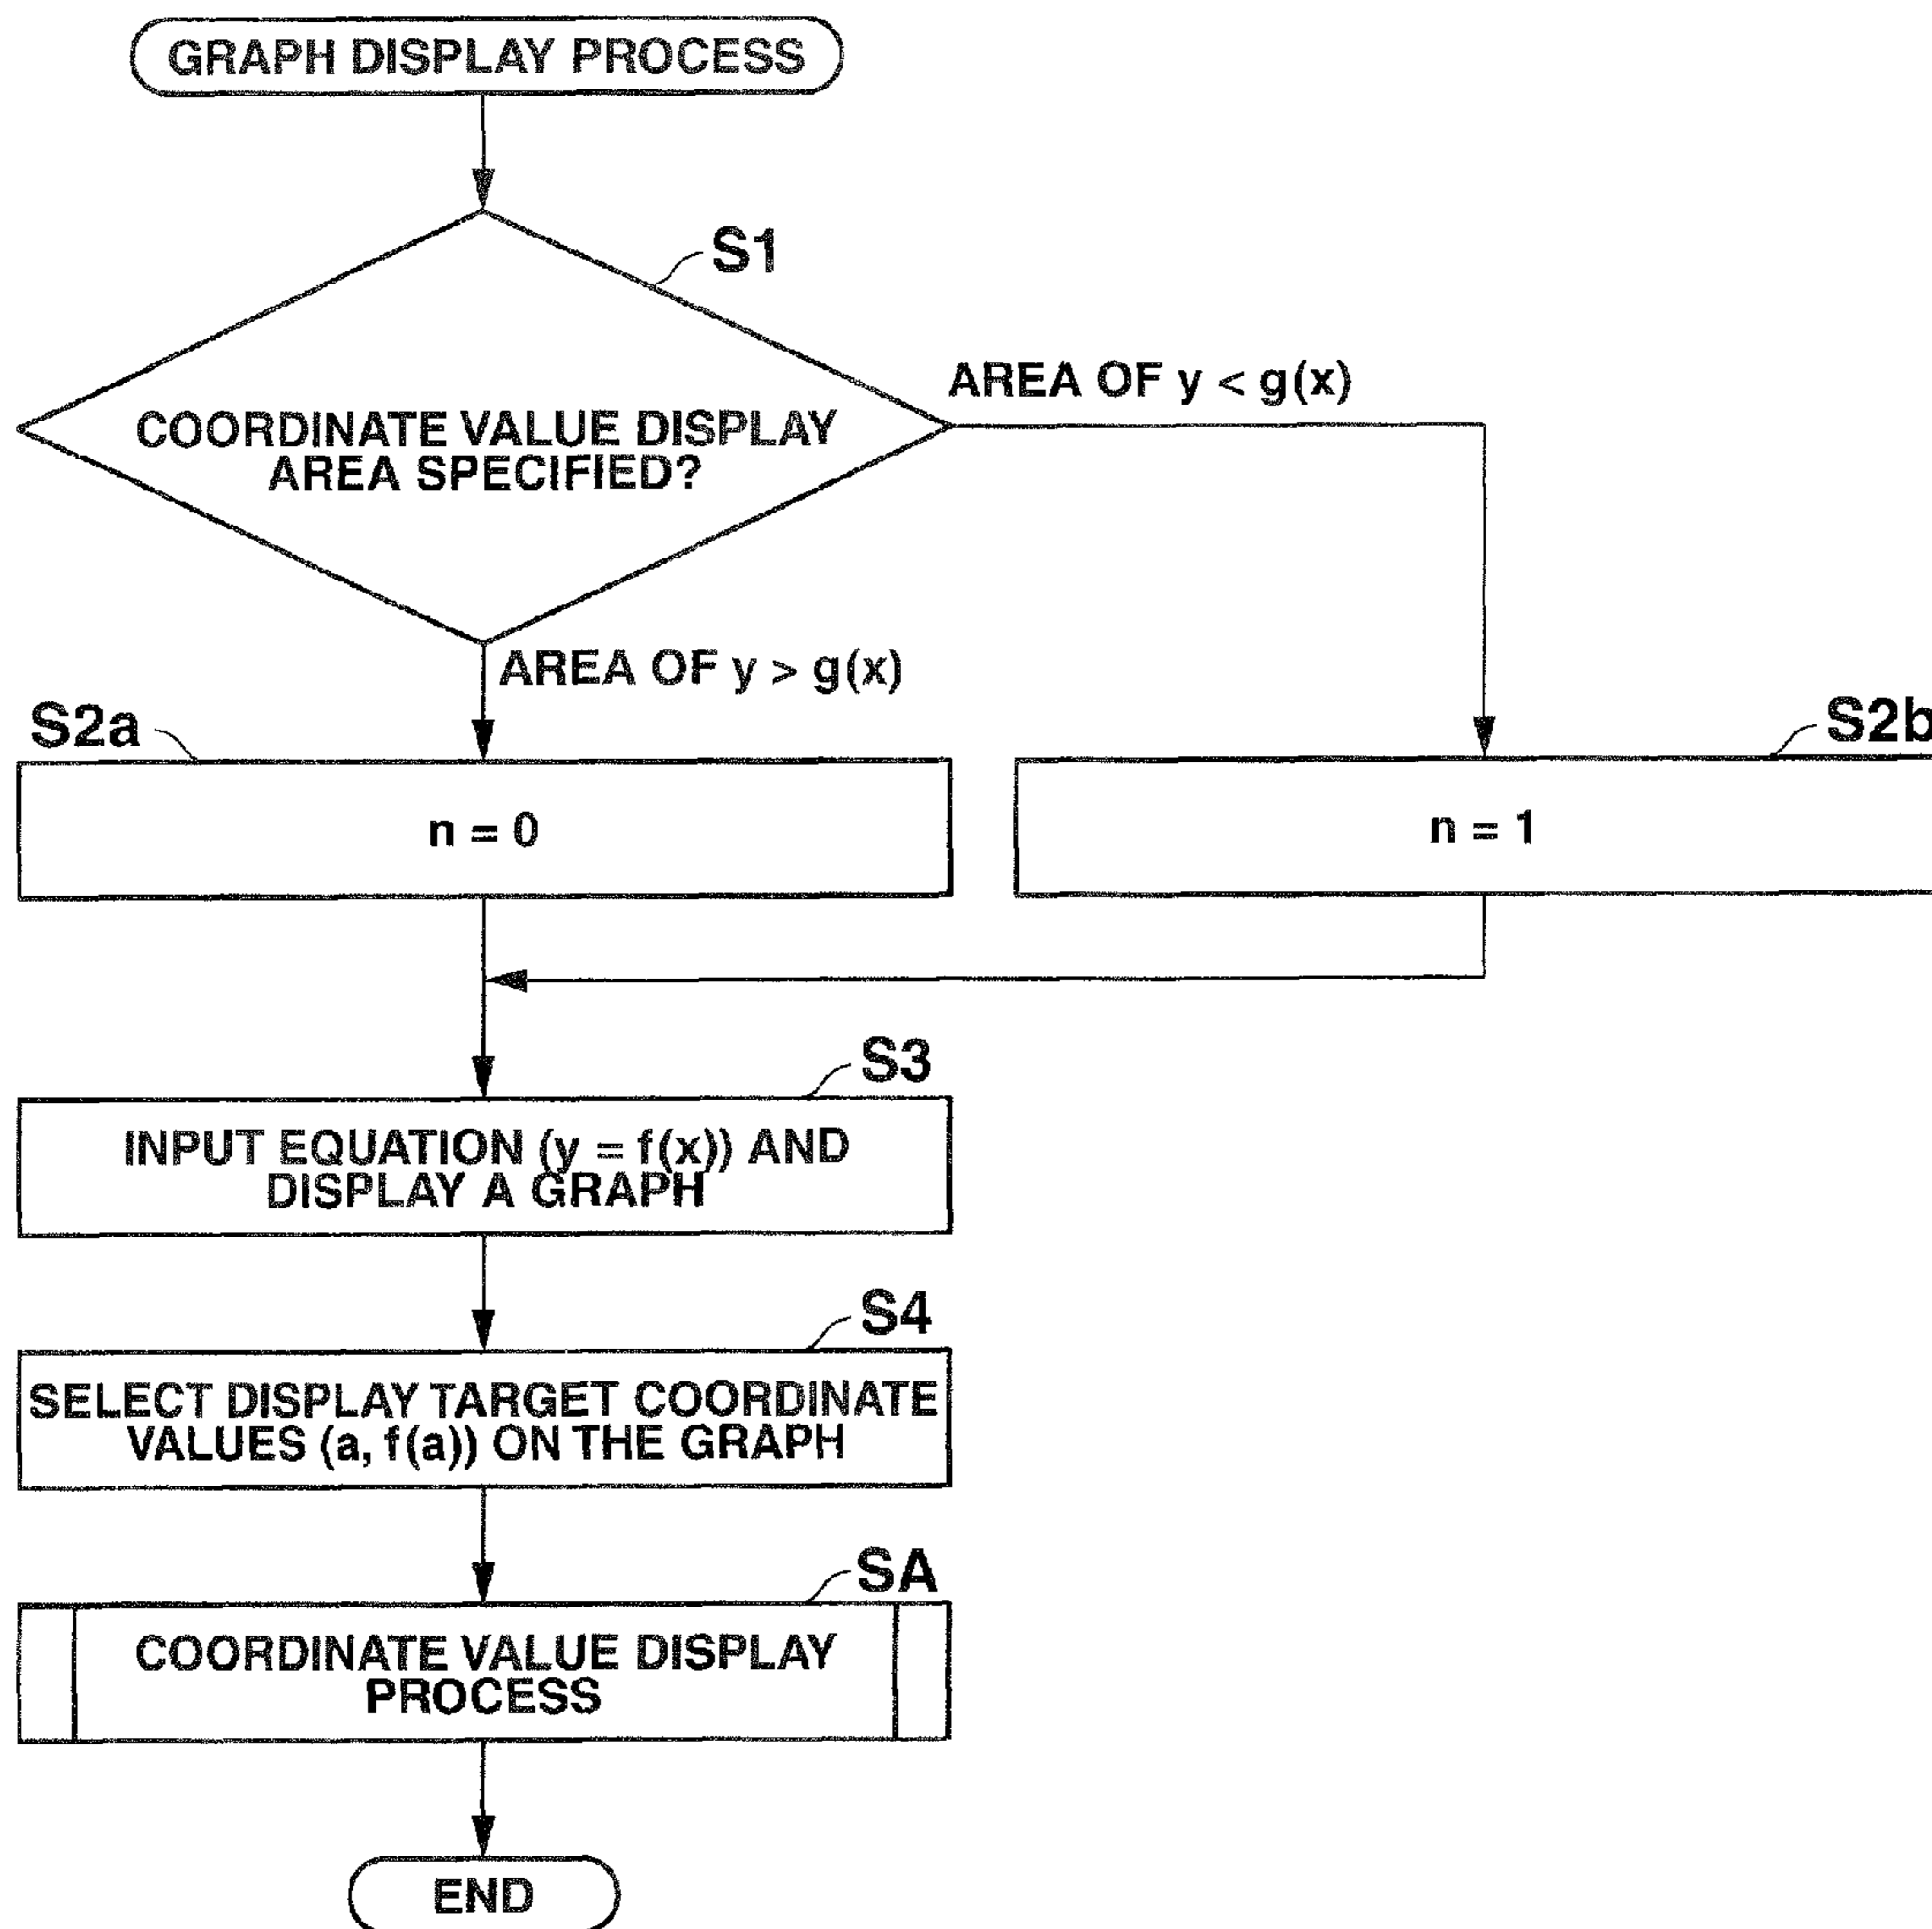 GRAPH DISPLAY PROCESS
S1
COORDINATE VALUE DISPLAY
AREA SPECIFIED?
AREA OF y < g(x)
AREA OF y > g(x)
S2a
n = 0
S2b
n = 1
S3
INPUT EQUATION (y = f(x)) AND
DISPLAY A GRAPH
S4
SELECT DISPLAY TARGET COORDINATE
VALUES (a, f(a)) ON THE GRAPH
SA
COORDINATE VALUE DISPLAY
PROCESS
END